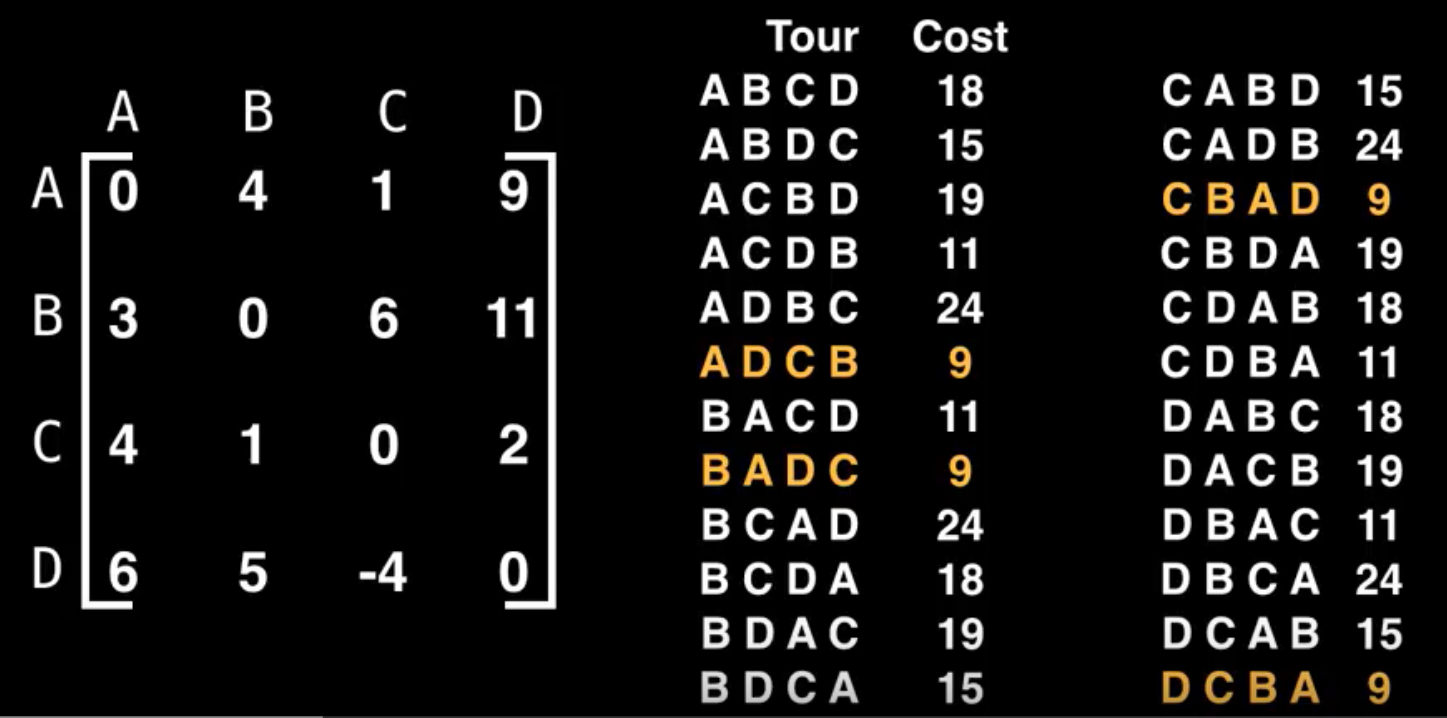 A B C D
A 0 4 1 9
B 3 0 6 11
C 4 1 0 2
D 6 5 -4 0
Tour Cost
A B C D 18
A B D C 15
A C B D 19
A C D B 11
A D B C 24
A D C B 9
B A C D 11
B A D C 9
B C A D 24
B C D A 18
B D A C 19
B D C A 15
C A B D 15
C A D B 24
C B A D 9
C B D A 19
C D A B 18
C D B A 11
D A B C 18
D A C B 19
D B A C 11
D B C A 24
D C A B 15
D C B A 9